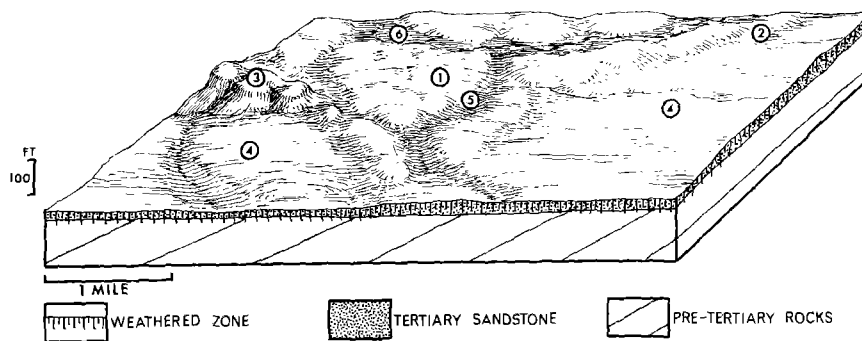 6
2
3
1
5
4
4
FT
100
1 MILE
WEATHERED ZONE
TERTIARY SANDSTONE
PRE-TERTIARY ROCKS